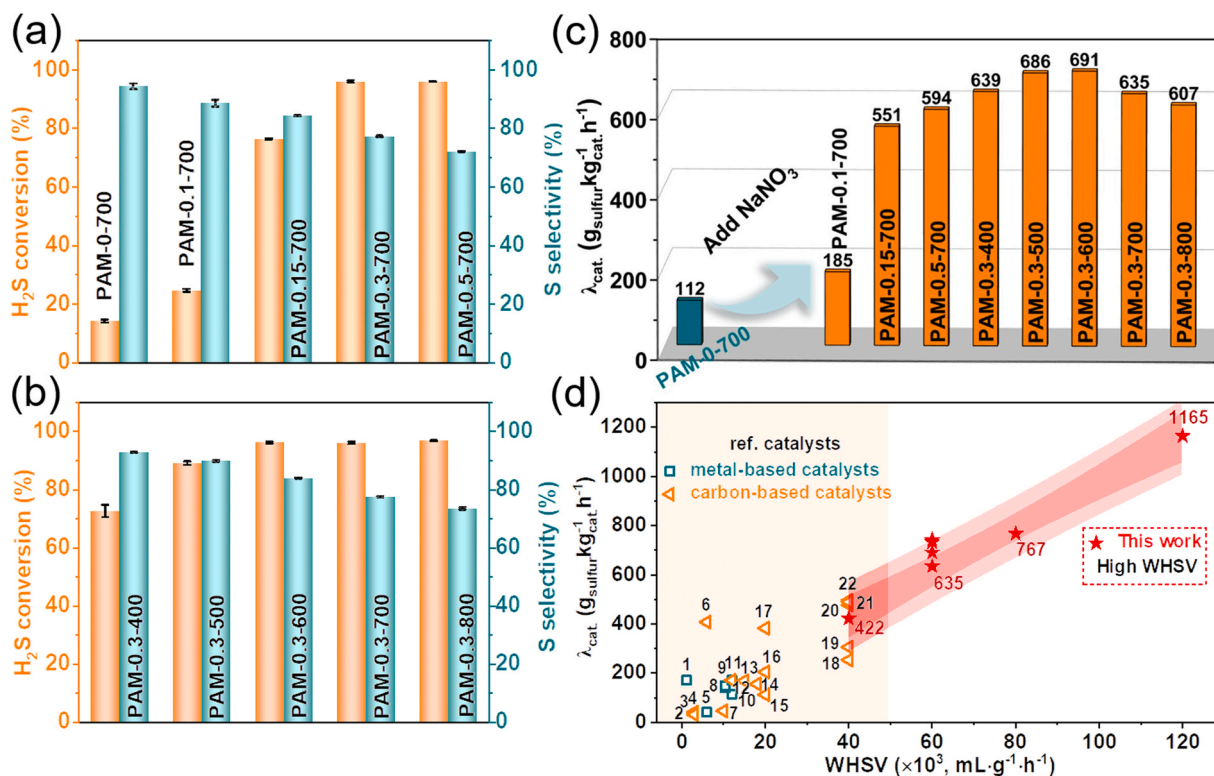 (a)
100
80
60
40
20
0
H₂S conversion (%)
PAM-0-700
PAM-0.1-700
PAM-0.15-700
PAM-0.3-700
PAM-0.5-700
100
80
60
40
20
0
S selectivity (%)
(b)
100
80
60
40
20
0
H₂S conversion (%)
PAM-0.3-400
PAM-0.3-500
PAM-0.3-600
PAM-0.3-700
PAM-0.3-800
100
80
60
40
20
0
S selectivity (%)
(c)
800
600
400
200
0
λcat. (gsulfurkg⁻¹cat.h⁻¹)
112
PAM-0-700
Add NaNO₃
185
PAM-0.1-700
551
PAM-0.15-700
594
PAM-0.5-700
639
PAM-0.3-400
686
PAM-0.3-500
691
PAM-0.3-600
635
PAM-0.3-700
607
PAM-0.3-800
(d)
1200
1000
800
600
400
200
0
λcat. (gsulfurkg⁻¹cat.h⁻¹)
ref. catalysts
metal-based catalysts
carbon-based catalysts
1
2
3
4
5
6
7
8
9
10
11
12
13
14
15
16
17
18
19
20
21
22
422
635
767
1165
This work
High WHSV
0
20
40
60
80
100
120
WHSV (×10³, mL·g⁻¹·h⁻¹)